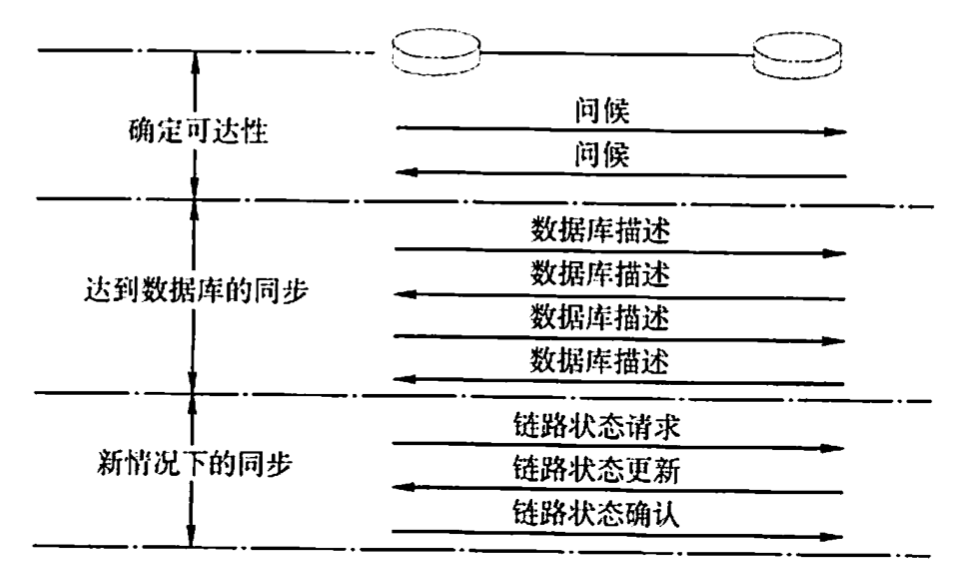 问候
确定可达性
问候
数据库描述
数据库描述
达到数据库的同步
数据库描述
数据库描述
链路状态请求
新情况下的同步
链路状态更新
链路状态确认